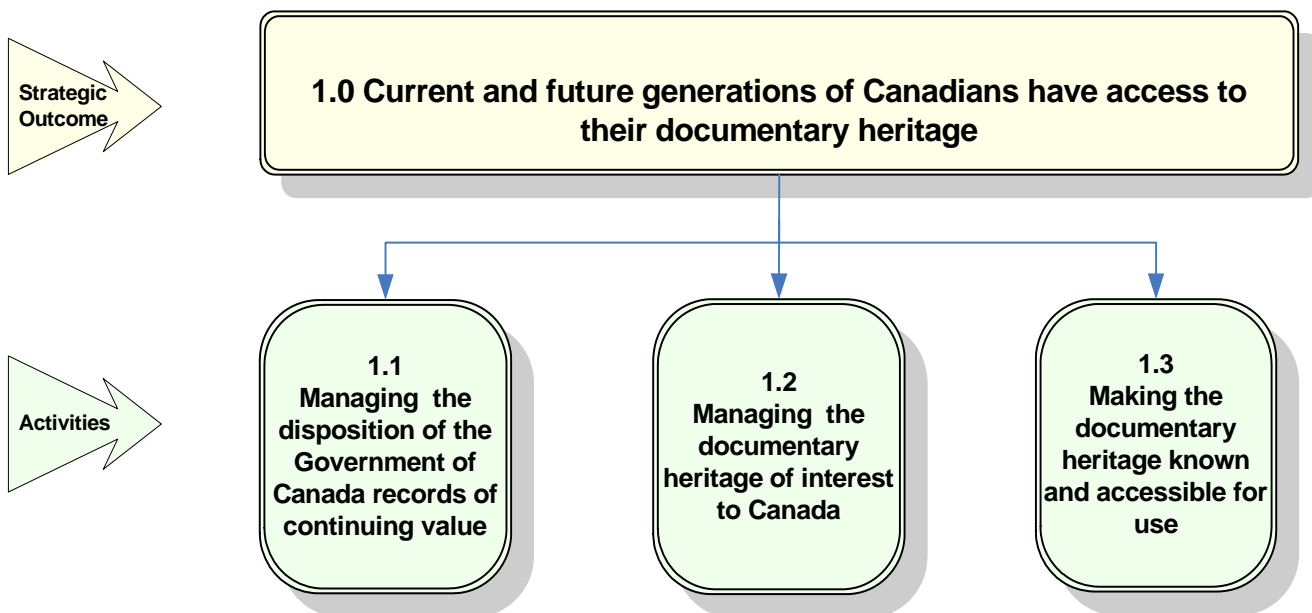 Strategic
Outcome
1.0 Current and future generations of Canadians have access to
their documentary heritage
Activities
1.1
Managing the
disposition of the
Government of
Canada records of
continuing value
1.2
Managing the
documentary
heritage of interest
to Canada
1.3
Making the
documentary
heritage known
and accessible for
use